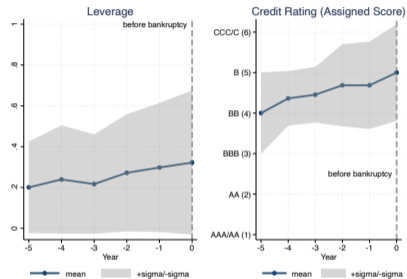 Leverage
before bankruptcy
1
.8
.6
.4
.2
0
-5 -4 -3 -2 -1 0
Year
mean +sigma/-sigma
Credit Rating (Assigned Score)
CCC/C (6)
B (5)
BB (4)
BBB (3)
before bankruptcy
AA (2)
AAA/AA (1)
-5 -4 -3 -2 -1 0
Year
mean +sigma/-sigma